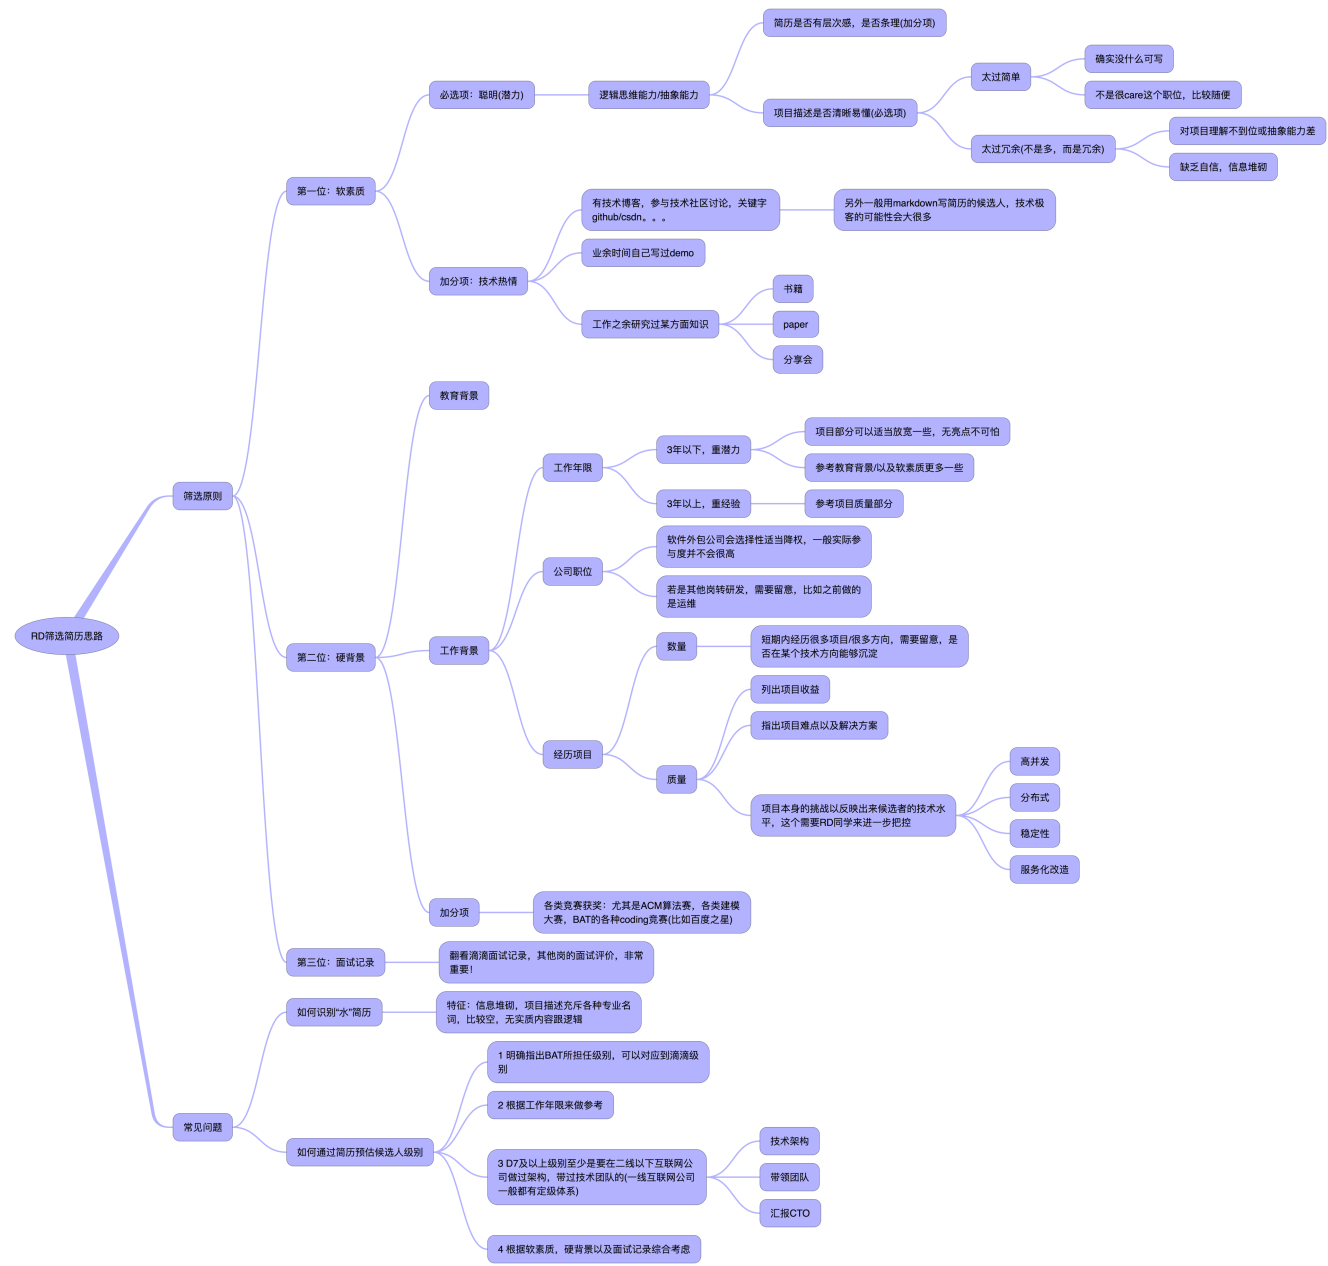 RD筛选简历思路
筛选原则
第一位：软素质
必选项：聪明(潜力)
逻辑思维能力/抽象能力
简历是否有层次感，是否条理(加分项)
项目描述是否清晰易懂(必选项)
太过简单
确实没什么可写
不是很care这个职位，比较随便
太过冗余(不是多，而是冗余)
对项目理解不到位或抽象能力差
缺乏自信，信息堆砌
加分项：技术热情
有技术博客，参与技术社区讨论，关键字
github/csdn。。。
另外一般用markdown写简历的候选人，技术极
客的可能性会大很多
业余时间自己写过demo
工作之余研究过某方面知识
书籍
paper
分享会
第二位：硬背景
教育背景
工作背景
工作年限
3年以下，重潜力
项目部分可以适当放宽一些，无亮点不可怕
参考教育背景/以及软素质更多一些
3年以上，重经验
参考项目质量部分
公司职位
软件外包公司会选择性适当降权，一般实际参
与度并不会很高
若是其他岗转研发，需要留意，比如之前做的
是运维
经历项目
数量
短期内经历很多项目/很多方向，需要留意，是
否在某个技术方向能够沉淀
质量
列出项目收益
指出项目难点以及解决方案
项目本身的挑战以反映出来候选者的技术水
平，这个需要RD同学来进一步把控
高并发
分布式
稳定性
服务化改造
加分项
各类竞赛获奖：尤其是ACM算法赛，各类建模
大赛，BAT的各种coding竞赛(比如百度之星)
第三位：面试记录
翻看滴滴面试记录，其他岗的面试评价，非常
重要！
常见问题
如何识别“水”简历
特征：信息堆砌，项目描述充斥各种专业名
词，比较空，无实质内容跟逻辑
如何通过简历预估候选人级别
1 明确指出BAT所担任级别，可以对应到滴滴级
别
2 根据工作年限来做参考
3 D7及以上级别至少是要在二线以下互联网公
司做过架构，带过技术团队的(一线互联网公司
一般都有定级体系)
技术架构
带领团队
汇报CTO
4 根据软素质，硬背景以及面试记录综合考虑